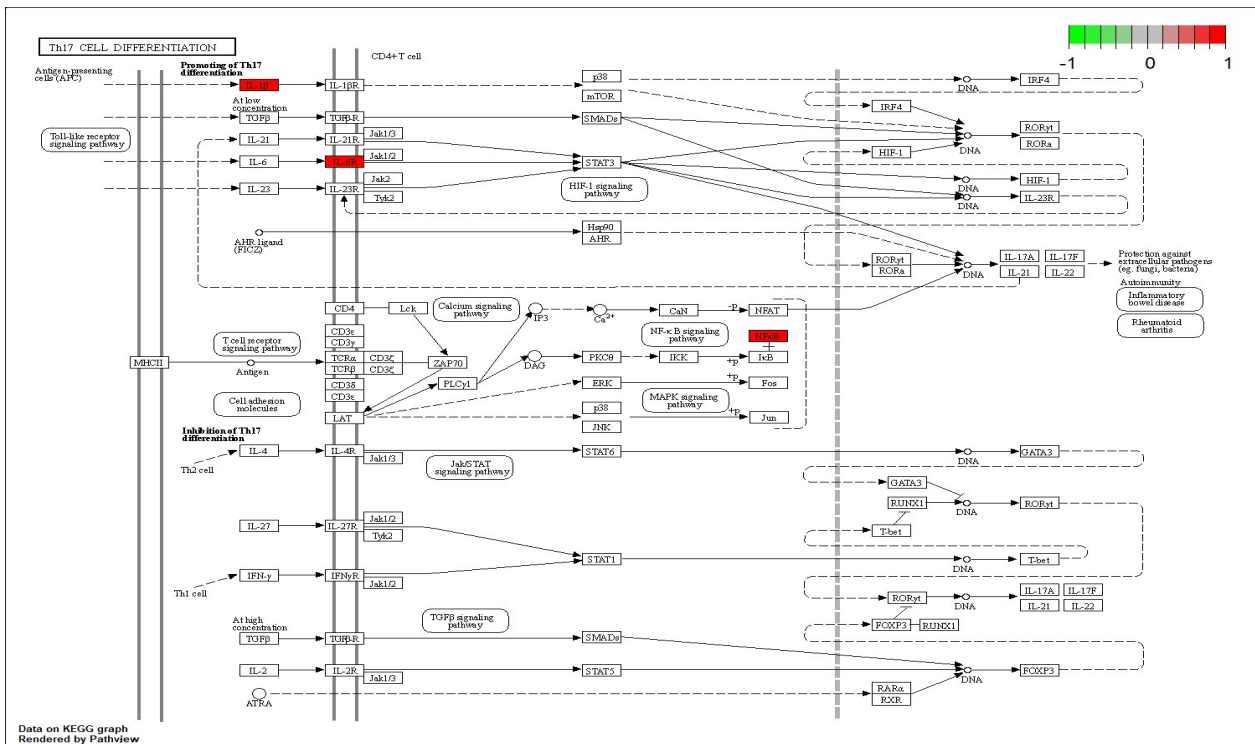 Th17 CELL DIFFERENTIATION
-1 0 1
CD4+ T cell
Promoting of Th17
differentiation
Antigen-presenting
cells (APC)
IL-1β
IL-1βR
p38
mTOR
DNA
IRF4
At low
concentration
TGFβ
TGFβ-R
SMADs
IRF4
Toll-like receptor
signaling pathway
IL-21
IL-21R
Jak1/3
HIF-1
DNA
RORγt
RORa
IL-6
IL-6R
Jak1/2
STAT3
HIF-1 signaling
pathway
DNA
HIF-1
IL-23
IL-23R
Jak2
Tyk2
DNA
IL-23R
AHR ligand
(FICZ)
Hsp90
AHR
RORγt
RORa
DNA
IL-17A
IL-17F
IL-21
IL-22
Protection against
extracellular pathogens
(eg. fungi, bacteria)
Autoimmunity
Inflammatory
bowel disease
Rheumatoid
arthritis
CD4
Lck
Calcium signaling
pathway
IP3
Ca2+
CaN
-p
NFAT
CD3ε
CD3γ
NF-κB signaling
pathway
NFκB
T cell receptor
signaling pathway
MHCII
Antigen
TCRα
TCRβ
CD3ζ
CD3ζ
ZAP70
DAG
PKCθ
IKK
+p
IκB
PLCγ1
CD3δ
CD3ε
ERK
+p
Fos
Cell adhesion
molecules
LAT
p38
JNK
MAPK signaling
pathway
+p
Jun
Inhibition of Th17
differentiation
Th2 cell
IL-4
IL-4R
Jak1/3
Jak/STAT
signaling pathway
STAT6
DNA
GATA3
GATA3
RUNX1
DNA
RORγt
T-bet
IL-27
IL-27R
Jak1/2
Tyk2
STAT1
DNA
T-bet
Th1 cell
IFN-γ
IFNγR
Jak1/2
RORγt
DNA
IL-17A
IL-17F
IL-21
IL-22
FOXP3
RUNX1
At high
concentration
TGFβ
TGFβ-R
TGFβ signaling
pathway
SMADs
IL-2
IL-2R
Jak1/3
STAT5
DNA
FOXP3
ATRA
RARα
RXR
Data on KEGG graph
Rendered by Pathview